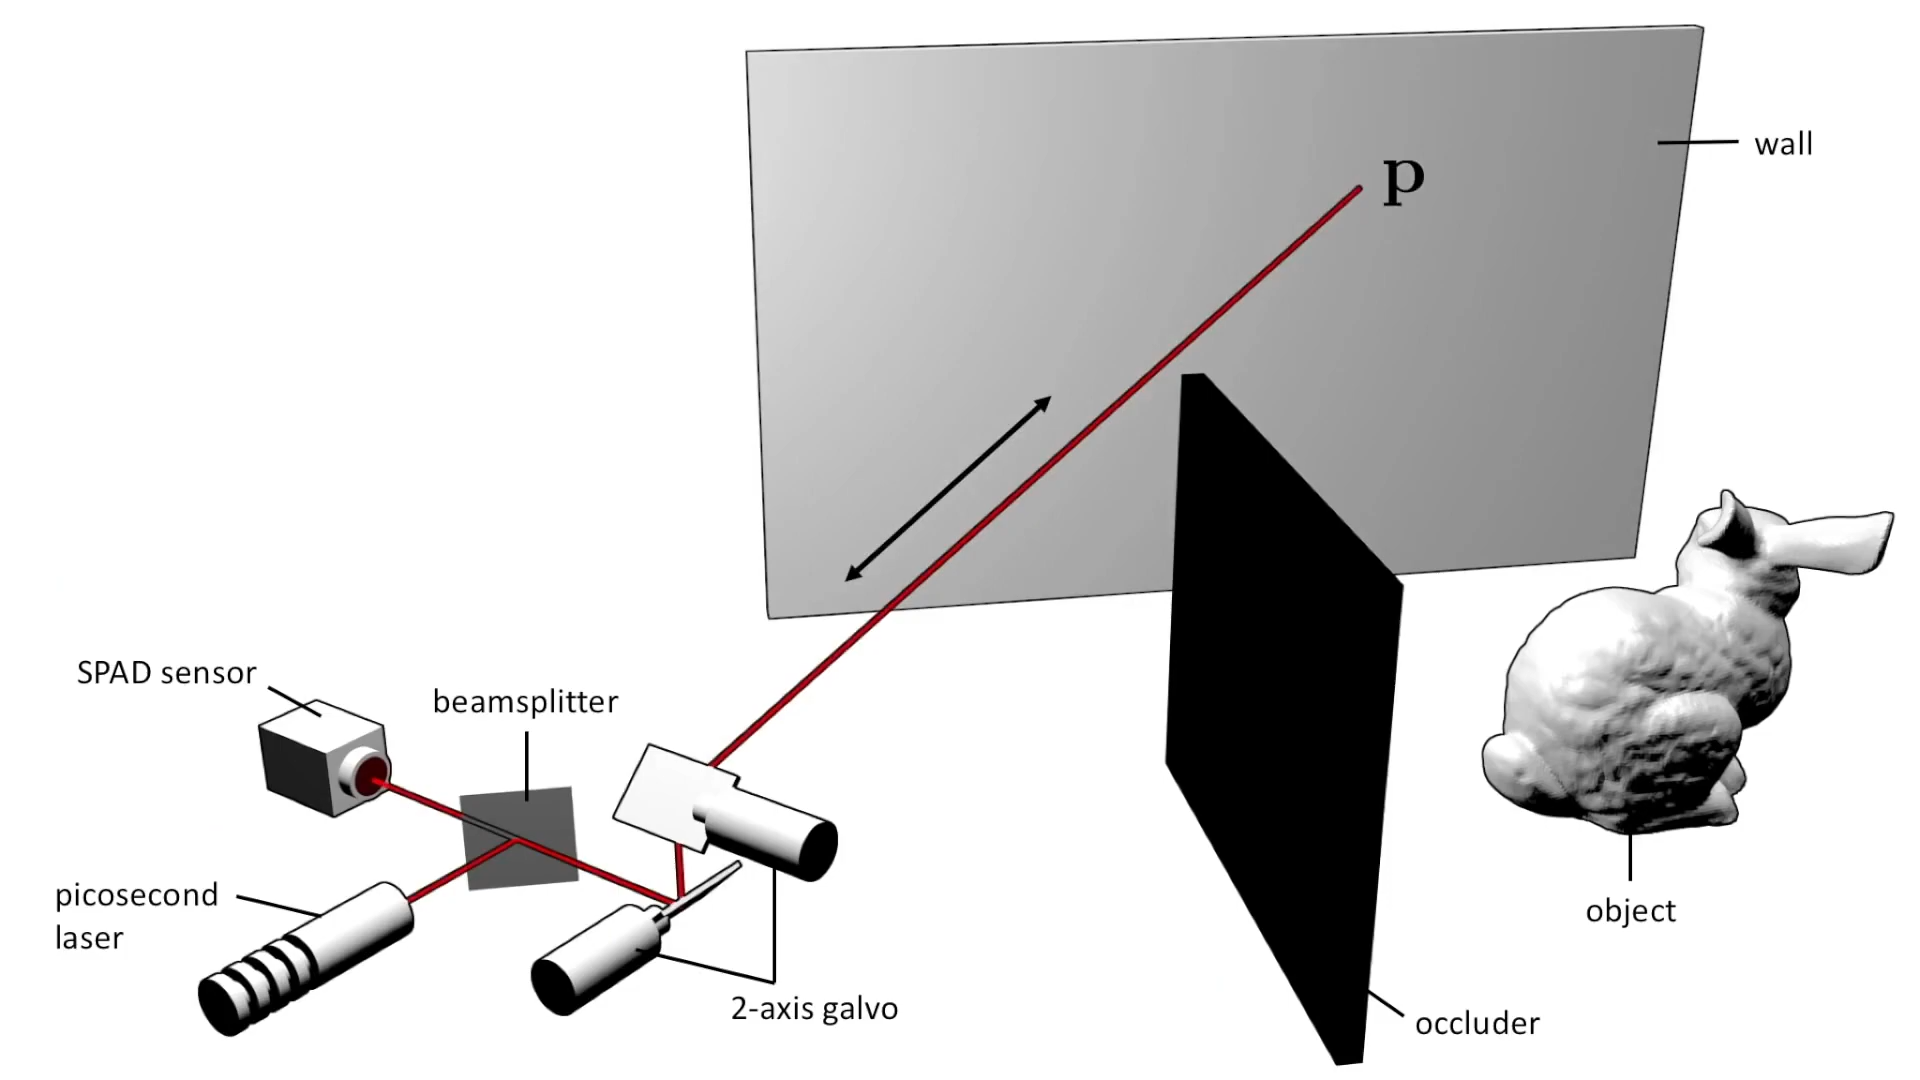 p
wall
SPAD sensor
beamsplitter
picosecond
laser
object
2-axis galvo
occluder